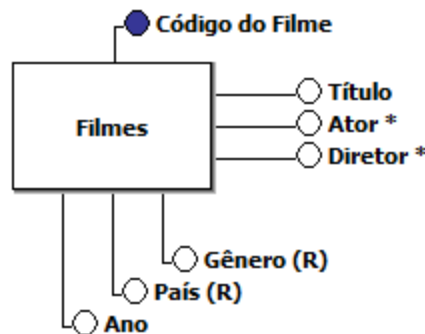 Código do Filme
Filmes
Título
Ator *
Diretor *
Gênero (R)
País (R)
Ano